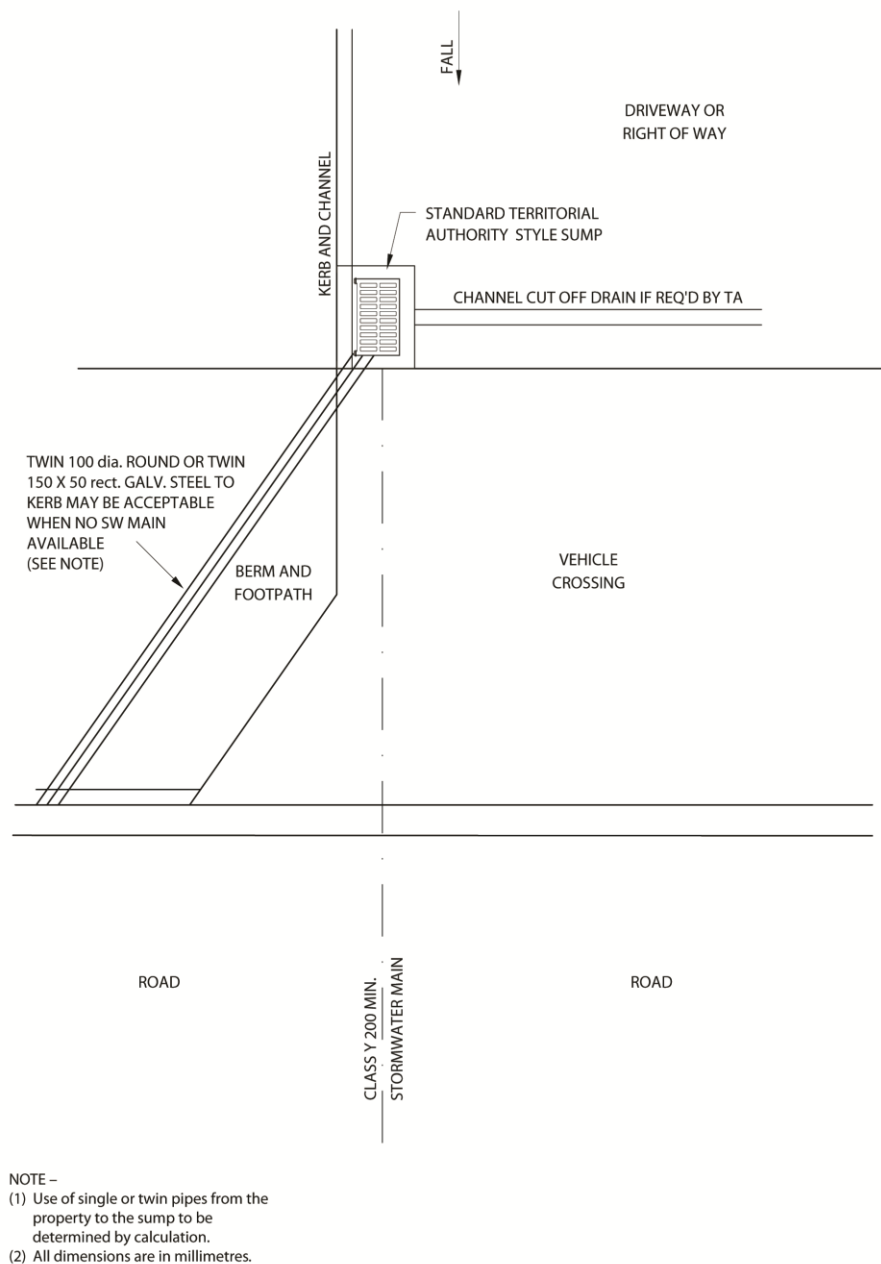 FALL
DRIVEWAY OR
RIGHT OF WAY
KERB AND CHANNEL
STANDARD TERRITORIAL
AUTHORITY STYLE SUMP
CHANNEL CUT OFF DRAIN IF REQ'D BY TA
TWIN 100 dia. ROUND OR TWIN
150 X 50 rect. GALV. STEEL TO
KERB MAY BE ACCEPTABLE
WHEN NO SW MAIN
AVAILABLE
(SEE NOTE)
BERM AND
FOOTPATH
VEHICLE
CROSSING
ROAD
ROAD
CLASS Y 200 MIN.
STORMWATER MAIN
NOTE –
(1) Use of single or twin pipes from the
property to the sump to be
determined by calculation.
(2) All dimensions are in millimetres.